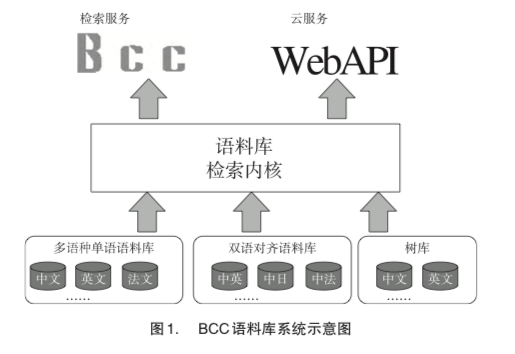 检索服务
云服务
Bcc
WebAPI
语料库
检索内核
多语种单语语料库
双语对齐语料库
树库
中文 英文 法文
中英 中日 中法
中文 英文
……
……
……
图1. BCC语料库系统示意图